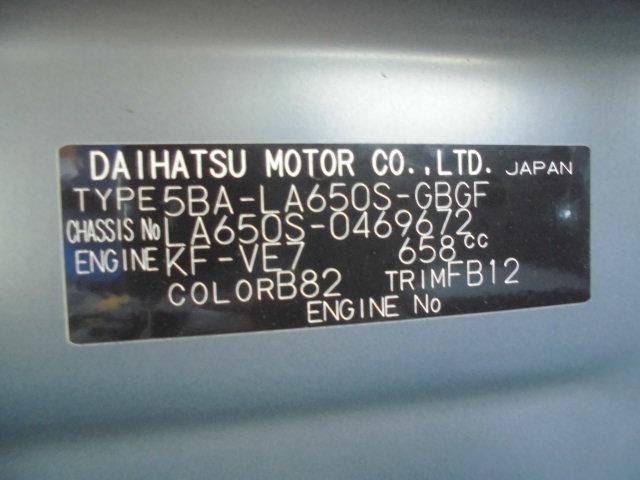 DAIHATSU MOTOR CO.,LTD. JAPAN
TYPE 5BA-LA650S-GBGF
CHASSIS No LA650S-0469672
ENGINE KF-VE7 658cc
COLOR B82 TRIM FB12
ENGINE No